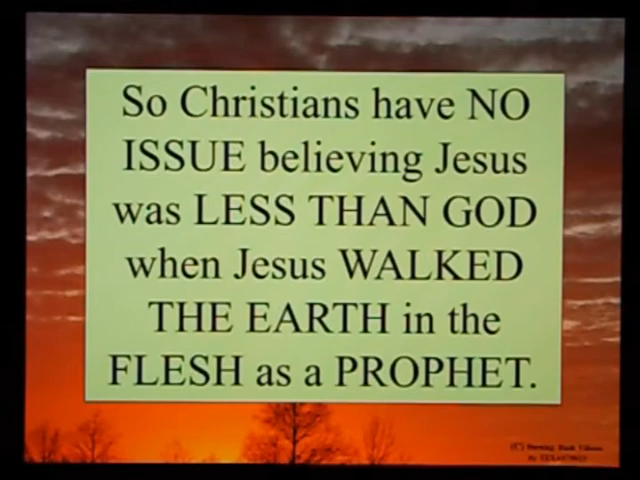 So Christians have NO
ISSUE believing Jesus
was LESS THAN GOD
when Jesus WALKED
THE EARTH in the
FLESH as a PROPHET.